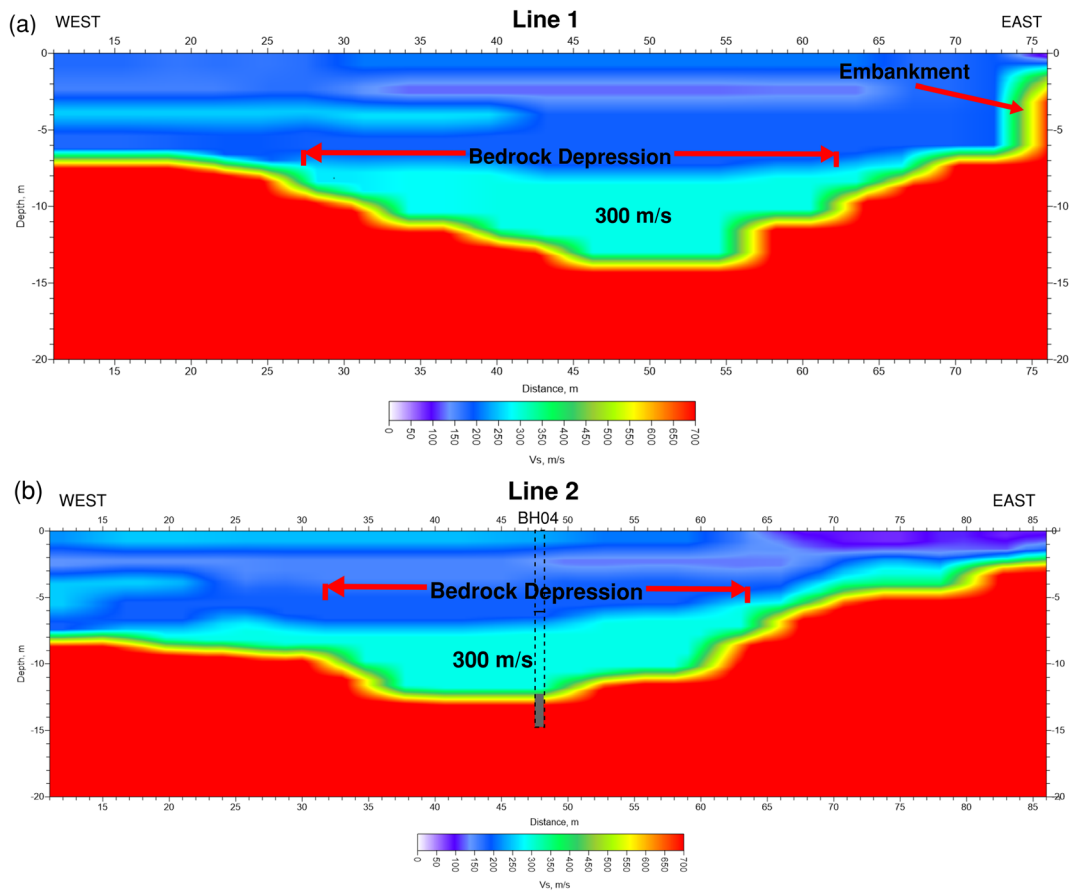 (a) WEST Line 1 EAST
15 20 25 30 35 40 45 50 55 60 65 70 75
0 0
Embankment
-5 -5
Bedrock Depression
Depth, m
-10 -10
300 m/s
-15 -15
-20 -20
15 20 25 30 35 40 45 50 55 60 65 70 75
Distance, m
0 50 100 150 200 250 300 350 400 450 500 550 600 650 700
Vs, m/s
(b) WEST Line 2 EAST
BH04
15 20 25 30 35 40 45 50 55 60 65 70 75 80 85
0 0
Bedrock Depression
-5 -5
Depth, m
300 m/s
-10 -10
-15 -15
-20 -20
15 20 25 30 35 40 45 50 55 60 65 70 75 80 85
Distance, m
0 50 100 150 200 250 300 350 400 450 500 550 600 650 700
Vs, m/s